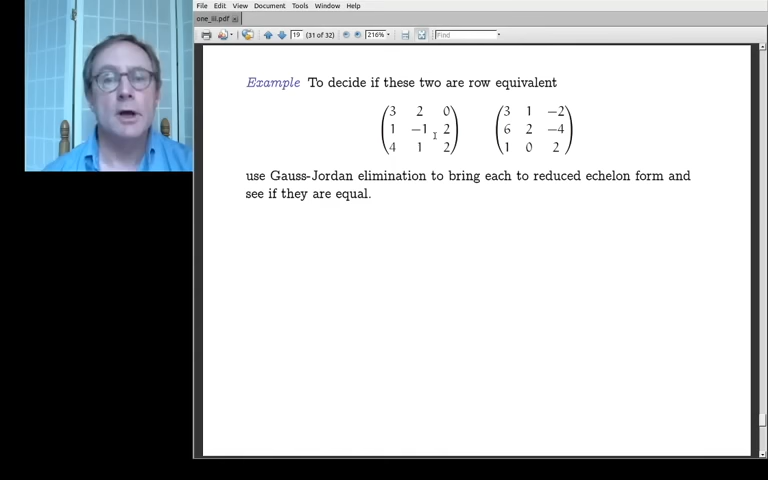 File Edit View Document Tools Window Help
one_iii.pdf
19 (31 of 32) 216% Find
Example To decide if these two are row equivalent
3 2 0 3 1 −2
1 −1 2 6 2 −4
4 1 2 1 0 2
use Gauss-Jordan elimination to bring each to reduced echelon form and
see if they are equal.